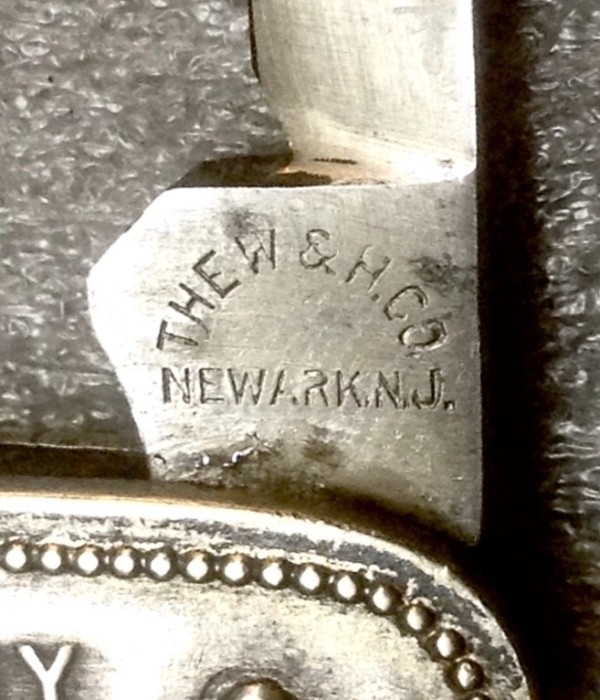 THE W & H. CO
NEWARK. N.J.
Y